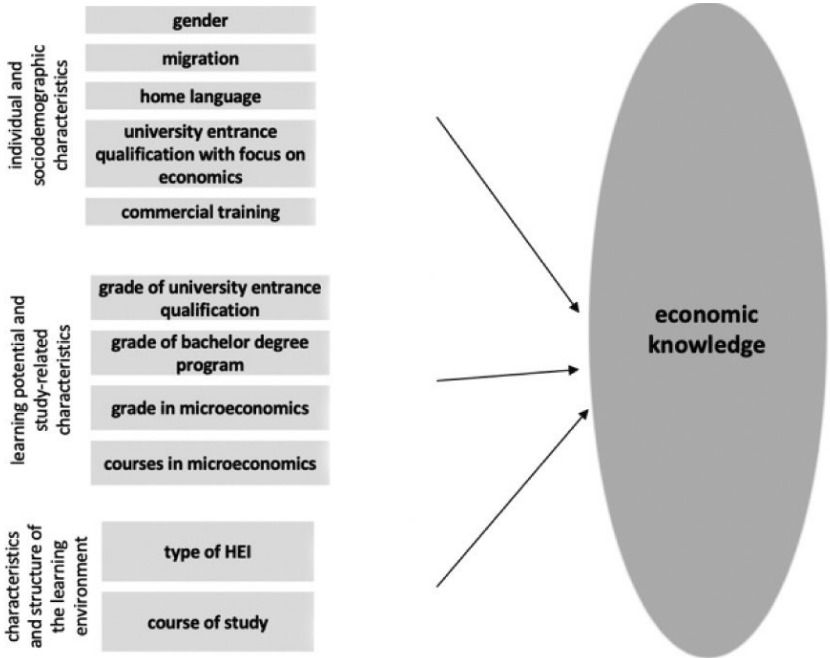 individual and
sociodemographic
characteristics
gender
migration
home language
university entrance
qualification with focus on
economics
commercial training
learning potential and
study-related
characteristics
grade of university entrance
qualification
grade of bachelor degree
program
grade in microeconomics
courses in microeconomics
characteristics
and structure of
the learning
environment
type of HEI
course of study
economic
knowledge